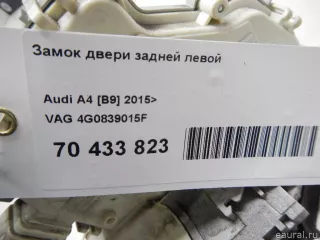 Замок двери задней левой
Audi A4 [B9] 2015>
VAG 4G0839015F
70 433 823
eaural.ru